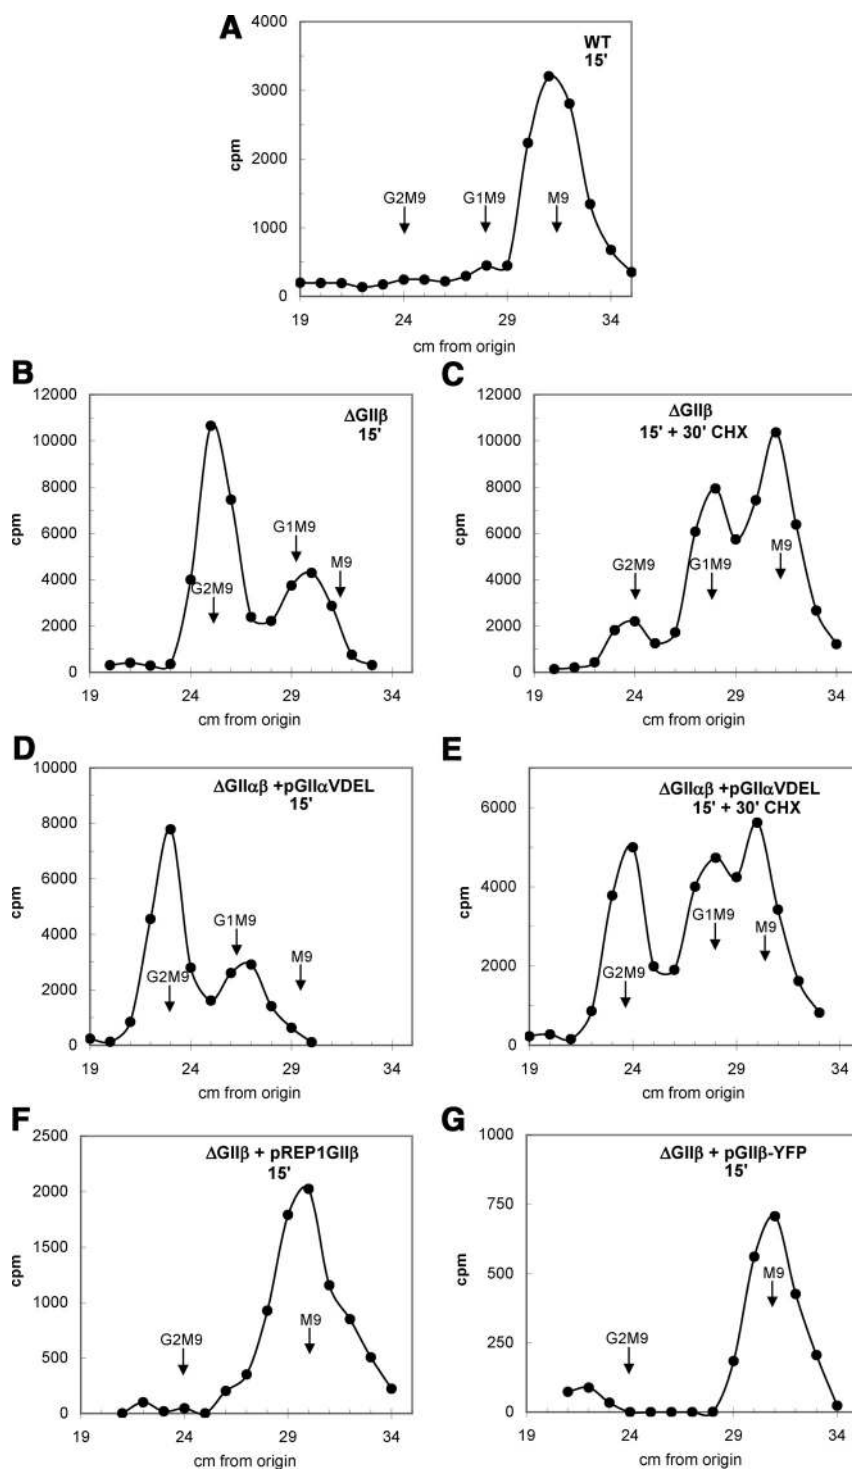 A
WT
15'
4000
3000
2000
1000
0
cpm
G2M9
G1M9
M9
19
24
29
34
cm from origin
B
ΔGIIβ
15'
12000
10000
8000
6000
4000
2000
0
cpm
G2M9
G1M9
M9
19
24
29
34
cm from origin
C
ΔGIIβ
15' + 30' CHX
12000
10000
8000
6000
4000
2000
0
cpm
G2M9
G1M9
M9
19
24
29
34
cm from origin
D
ΔGIIαβ +pGIIαVDEL
15'
10000
8000
6000
4000
2000
0
cpm
G2M9
G1M9
M9
19
24
29
34
cm from origin
E
ΔGIIαβ +pGIIαVDEL
15' + 30' CHX
6000
4000
2000
0
cpm
G2M9
G1M9
M9
19
24
29
34
cm from origin
F
ΔGIIβ + pREP1GIIβ
15'
2500
2000
1500
1000
500
0
cpm
G2M9
M9
19
24
29
34
cm from origin
G
ΔGIIβ + pGIIβ-YFP
15'
1000
750
500
250
0
cpm
G2M9
M9
19
24
29
34
cm from origin